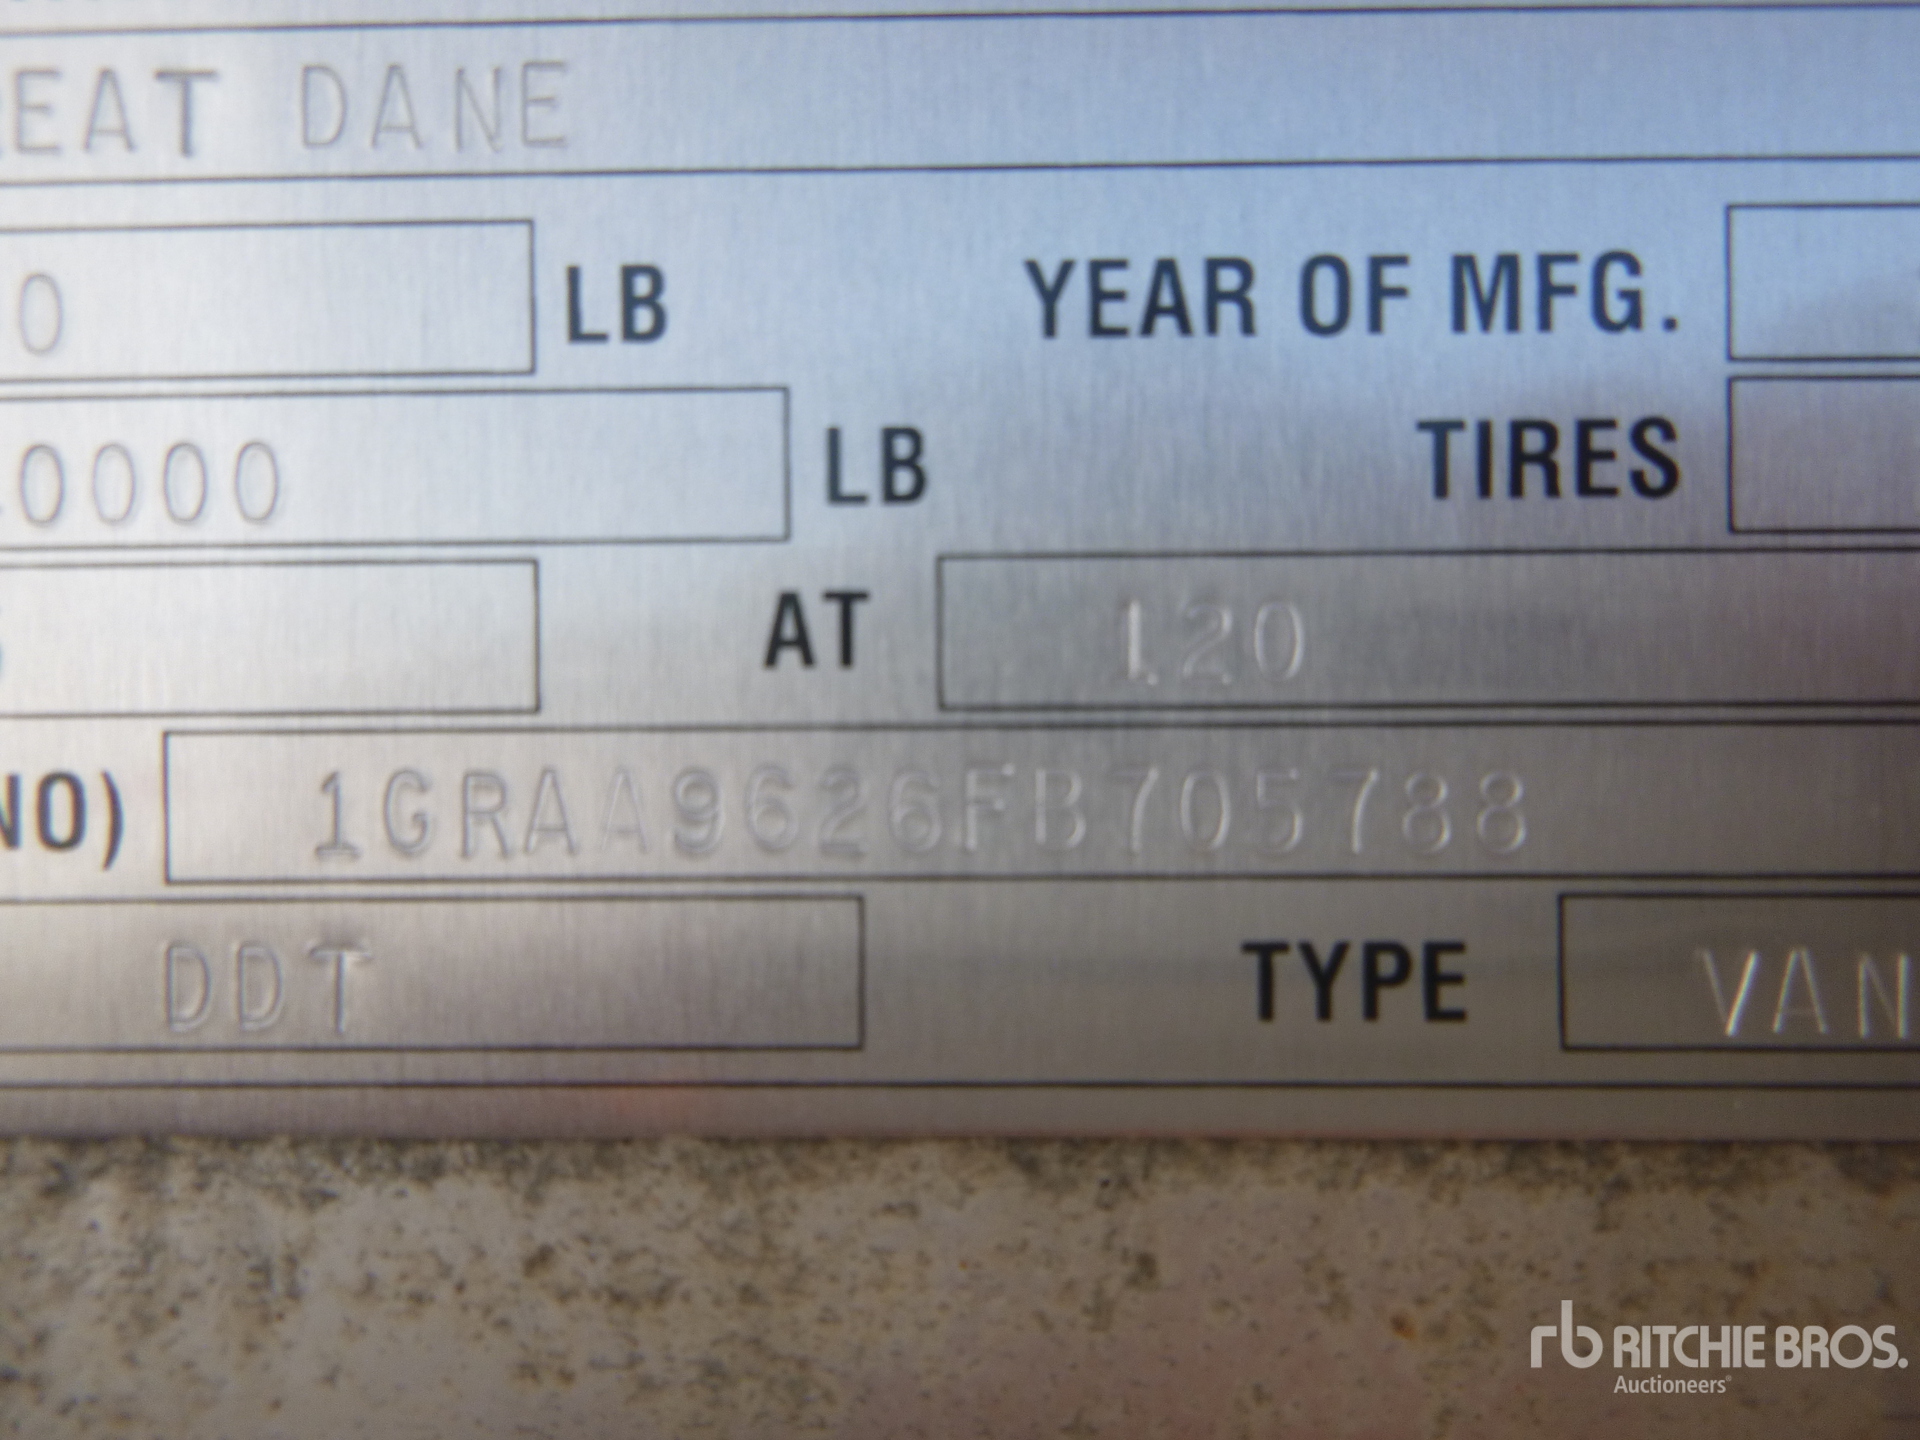 EAT DANE
0 LB YEAR OF MFG.
0000 LB TIRES
AT 120
NO) 1GRAA9626FB705788
DDT TYPE VAN
rb RITCHIE BROS.
Auctioneers